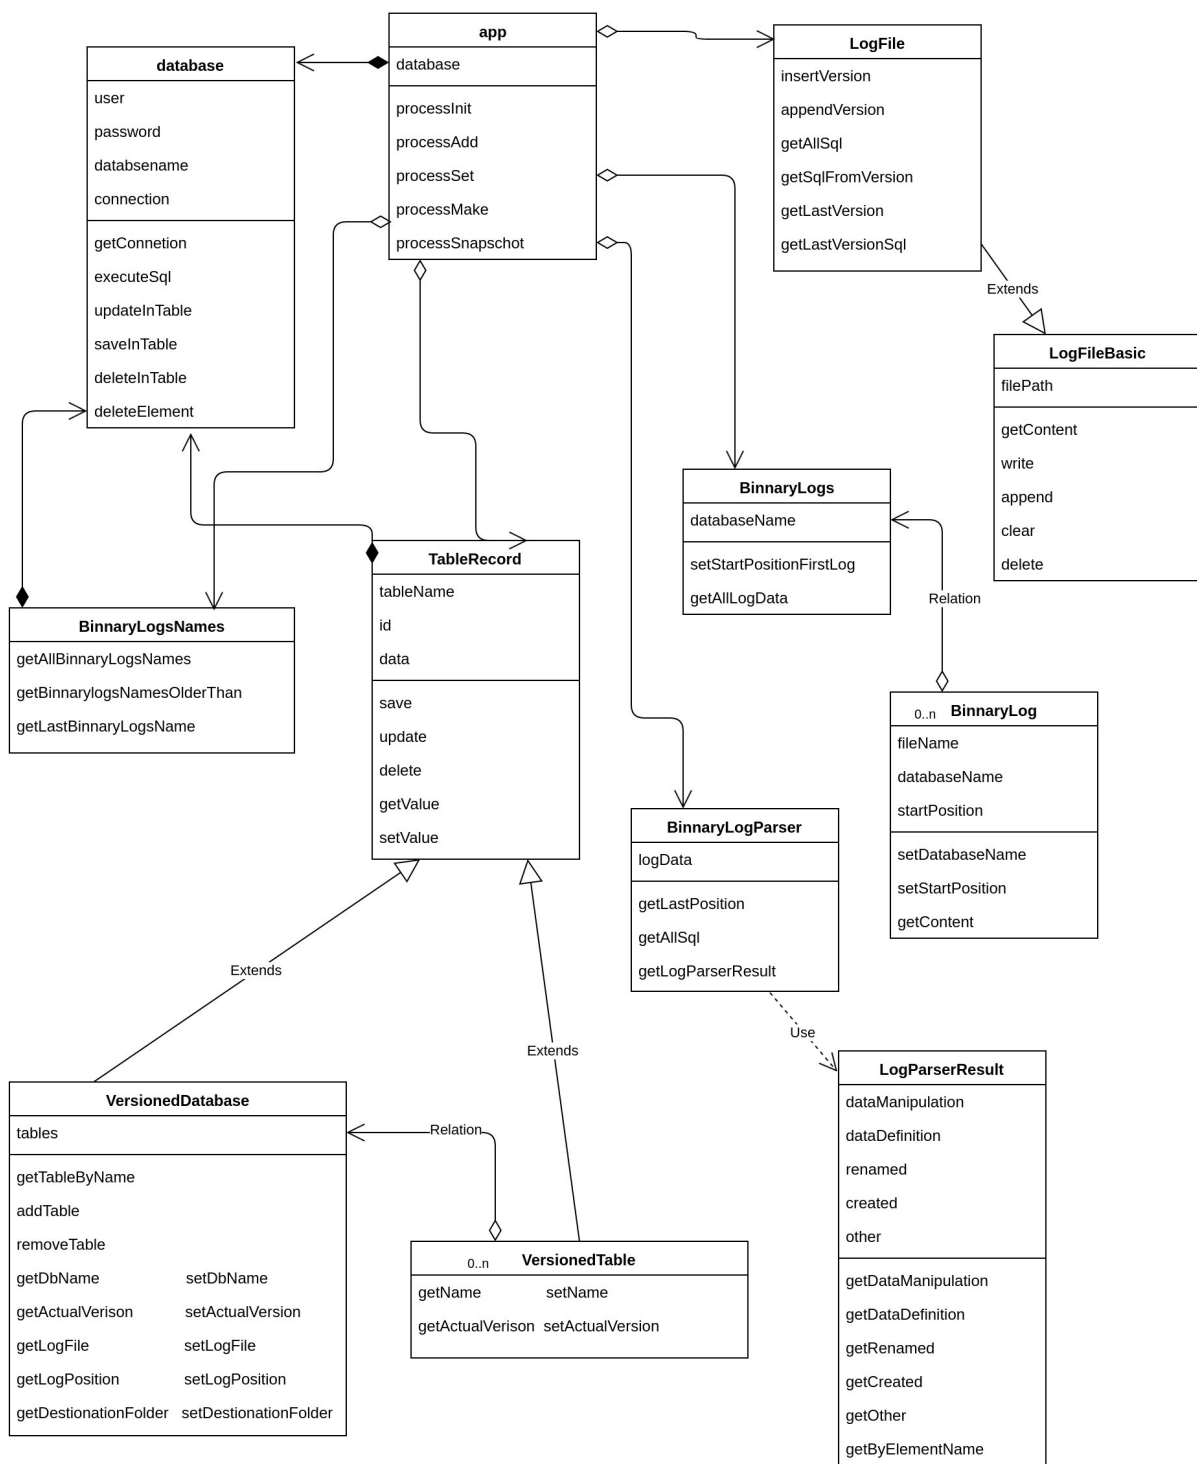 app
database
processInit
processAdd
processSet
processMake
processSnapschot
LogFile
insertVersion
appendVersion
getAllSql
getSqlFromVersion
getLastVersion
getLastVersionSql
database
user
password
databsename
connection
getConnetion
executeSql
updateInTable
saveInTable
deleteInTable
deleteElement
Extends
LogFileBasic
filePath
getContent
write
append
clear
delete
BinnaryLogs
databaseName
setStartPositionFirstLog
getAllLogData
Relation
TableRecord
tableName
id
data
save
update
delete
getValue
setValue
BinnaryLogsNames
getAllBinnaryLogsNames
getBinnarylogsNamesOlderThan
getLastBinnaryLogsName
0..n BinnaryLog
fileName
databaseName
startPosition
setDatabaseName
setStartPosition
getContent
BinnaryLogParser
logData
getLastPosition
getAllSql
getLogParserResult
Extends
Extends
Use
LogParserResult
dataManipulation
dataDefinition
renamed
created
other
getDataManipulation
getDataDefinition
getRenamed
getCreated
getOther
getByElementName
VersionedDatabase
tables
getTableByName
addTable
removeTable
getDbName setDbName
getActualVerison setActualVersion
getLogFile setLogFile
getLogPosition setLogPosition
getDestionationFolder setDestionationFolder
Relation
0..n VersionedTable
getName setName
getActualVerison setActualVersion